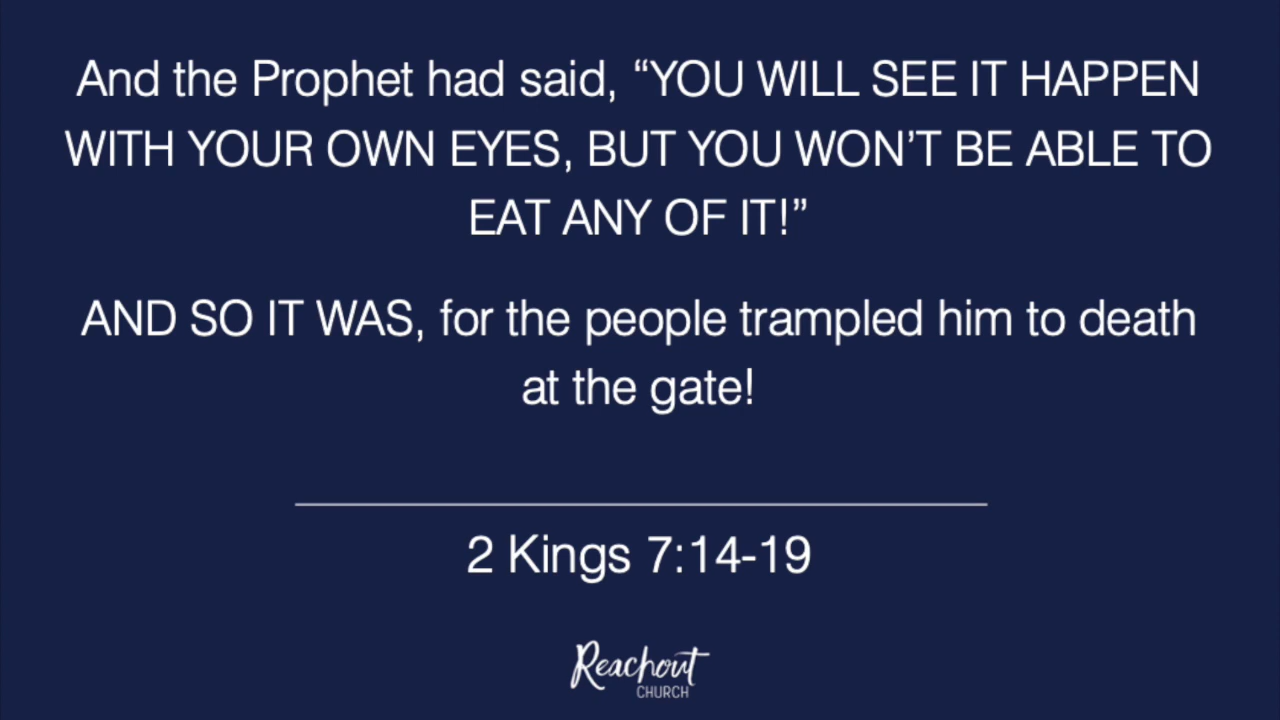 And the Prophet had said, “YOU WILL SEE IT HAPPEN
WITH YOUR OWN EYES, BUT YOU WON’T BE ABLE TO
EAT ANY OF IT!”
AND SO IT WAS, for the people trampled him to death
at the gate!
2 Kings 7:14-19
Reachout
CHURCH